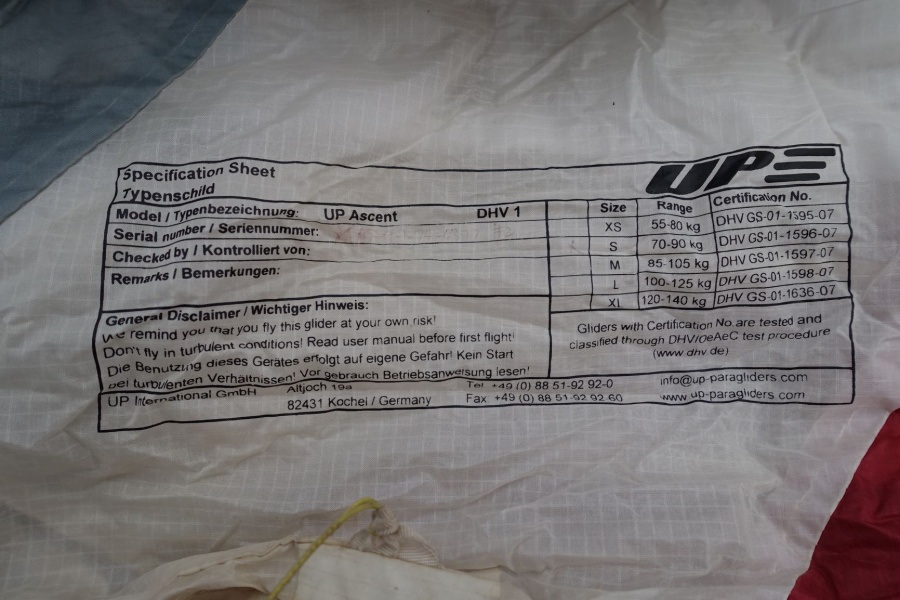 Specification Sheet
Typenschild
UP
Model / Typenbezeichnung: UP Ascent DHV 1
Serial number / Seriennummer:
Checked by / Kontrolliert von:
Remarks / Bemerkungen:
Size Range Certification No.
XS 55-80 kg DHV GS-01-1595-07
S 70-90 kg DHV GS-01-1596-07
M 85-105 kg DHV GS-01-1597-07
L 100-125 kg DHV GS-01-1598-07
XL 120-140 kg DHV GS-01-1636-07
General Disclaimer / Wichtiger Hinweis:
We remind you that you fly this glider at your own risk!
Don't fly in turbulent conditions! Read user manual before first flight!
Die Benutzung dieses Gerätes erfolgt auf eigene Gefahr! Kein Start
bei turbulenten Verhältnissen! Vor gebrauch Betriebsanweisung lesen!
Gliders with Certification No are tested and
classified through DHV/OeAeC test procedure
(www.dhv.de)
UP International GmbH
Altjoch 19a
82431 Kochel / Germany
Tel +49 (0) 88 51-92 92-0
Fax +49 (0) 88 51-92 92 60
info@up-paragliders.com
www.up-paragliders.com